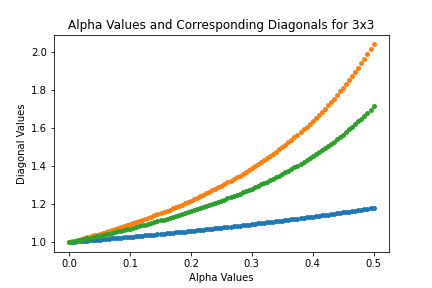 Alpha Values and Corresponding Diagonals for 3x3
Diagonal Values
2.0
1.8
1.6
1.4
1.2
1.0
0.0 0.1 0.2 0.3 0.4 0.5
Alpha Values